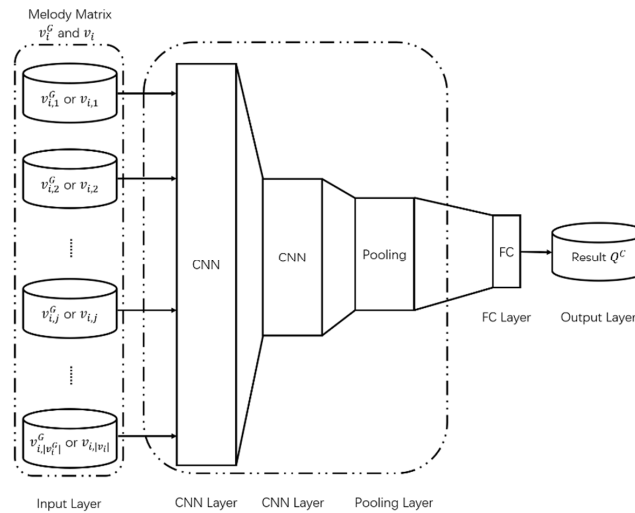 Melody Matrix
$v_i^G$ and $v_i$
$v_{i,1}^G$ or $v_{i,1}$
$v_{i,2}^G$ or $v_{i,2}$
......
$v_{i,j}^G$ or $v_{i,j}$
......
$v_{i,|v_i^G|}^G$ or $v_{i,|v_i|}$
CNN
CNN
Pooling
FC
Result $Q^C$
FC Layer
Output Layer
Input Layer
CNN Layer
CNN Layer
Pooling Layer